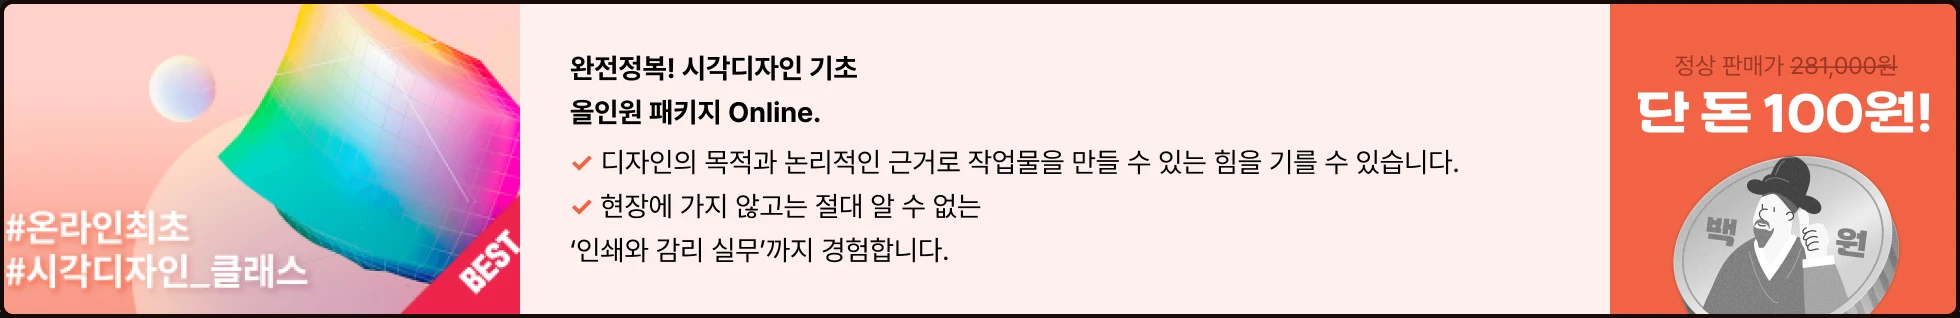 #온라인최초
#시각디자인_클래스
BEST
완전정복! 시각디자인 기초
올인원 패키지 Online.
디자인의 목적과 논리적인 근거로 작업물을 만들 수 있는 힘을 기를 수 있습니다.
현장에 가지 않고는 절대 알 수 없는
‘인쇄와 감리 실무’까지 경험합니다.
정상 판매가 281,000원
단 돈 100원!
백 원